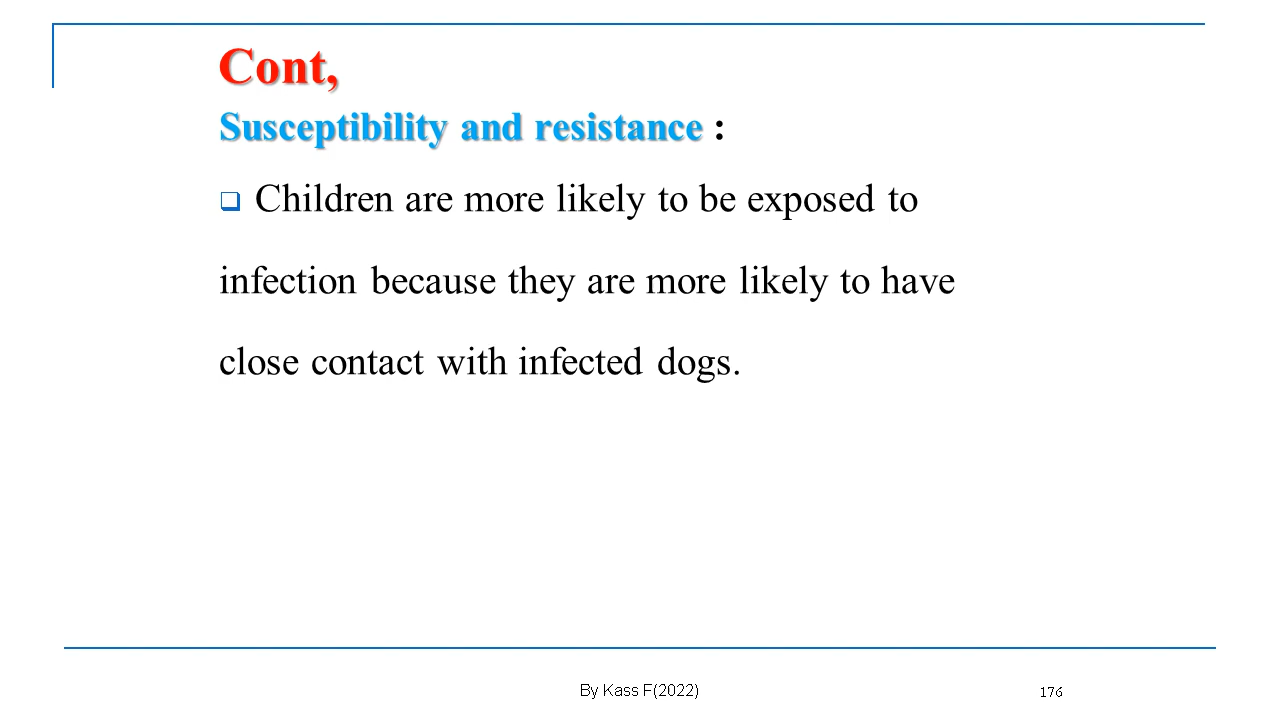 Cont,
Susceptibility and resistance :
❑ Children are more likely to be exposed to
infection because they are more likely to have
close contact with infected dogs.
By Kass F(2022)
176